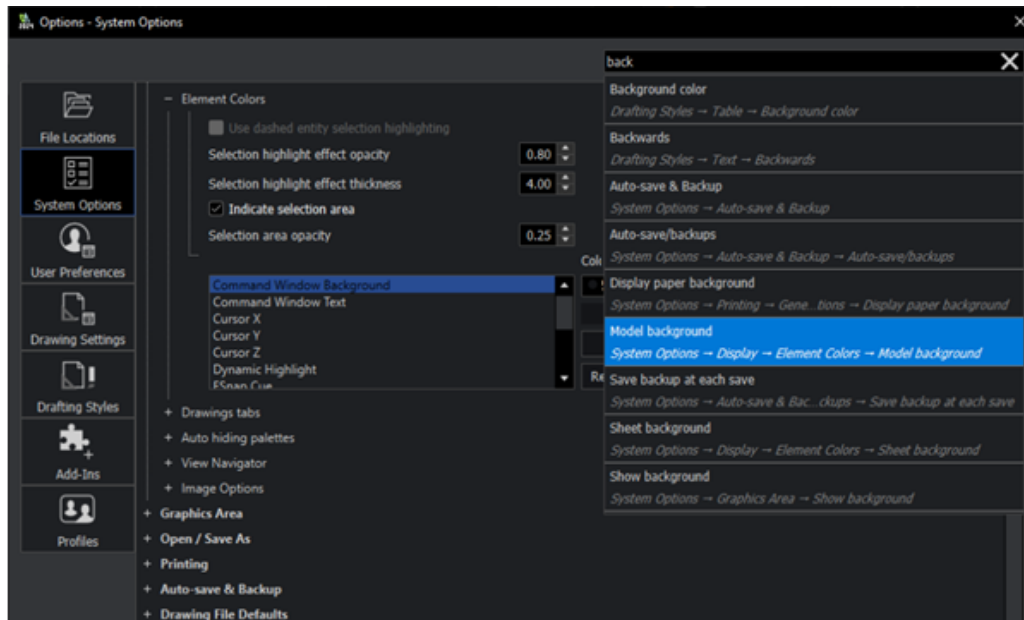 Options - System Options
back
File Locations
System Options
User Preferences
Drawing Settings
Drafting Styles
Add-Ins
Profiles
Element Colors
Use dashed entity selection highlighting
Selection highlight effect opacity 0.80
Selection highlight effect thickness 4.00
Indicate selection area
Selection area opacity 0.25
Command Window Background
Command Window Text
Cursor X
Cursor Y
Cursor Z
Dynamic Highlight
ESnap Cue
Drawings tabs
Auto hiding palettes
View Navigator
Image Options
Graphics Area
Open / Save As
Printing
Auto-save & Backup
Drawing File Defaults
Background color
Drafting Styles → Table → Background color
Backwards
Drafting Styles → Text → Backwards
Auto-save & Backup
System Options → Auto-save & Backup
Auto-save/backups
System Options → Auto-save & Backup → Auto-save/backups
Display paper background
System Options → Printing → Gene...tions → Display paper background
Model background
System Options → Display → Element Colors → Model background
Save backup at each save
System Options → Auto-save & Bac...ckups → Save backup at each save
Sheet background
System Options → Display → Element Colors → Sheet background
Show background
System Options → Graphics Area → Show background